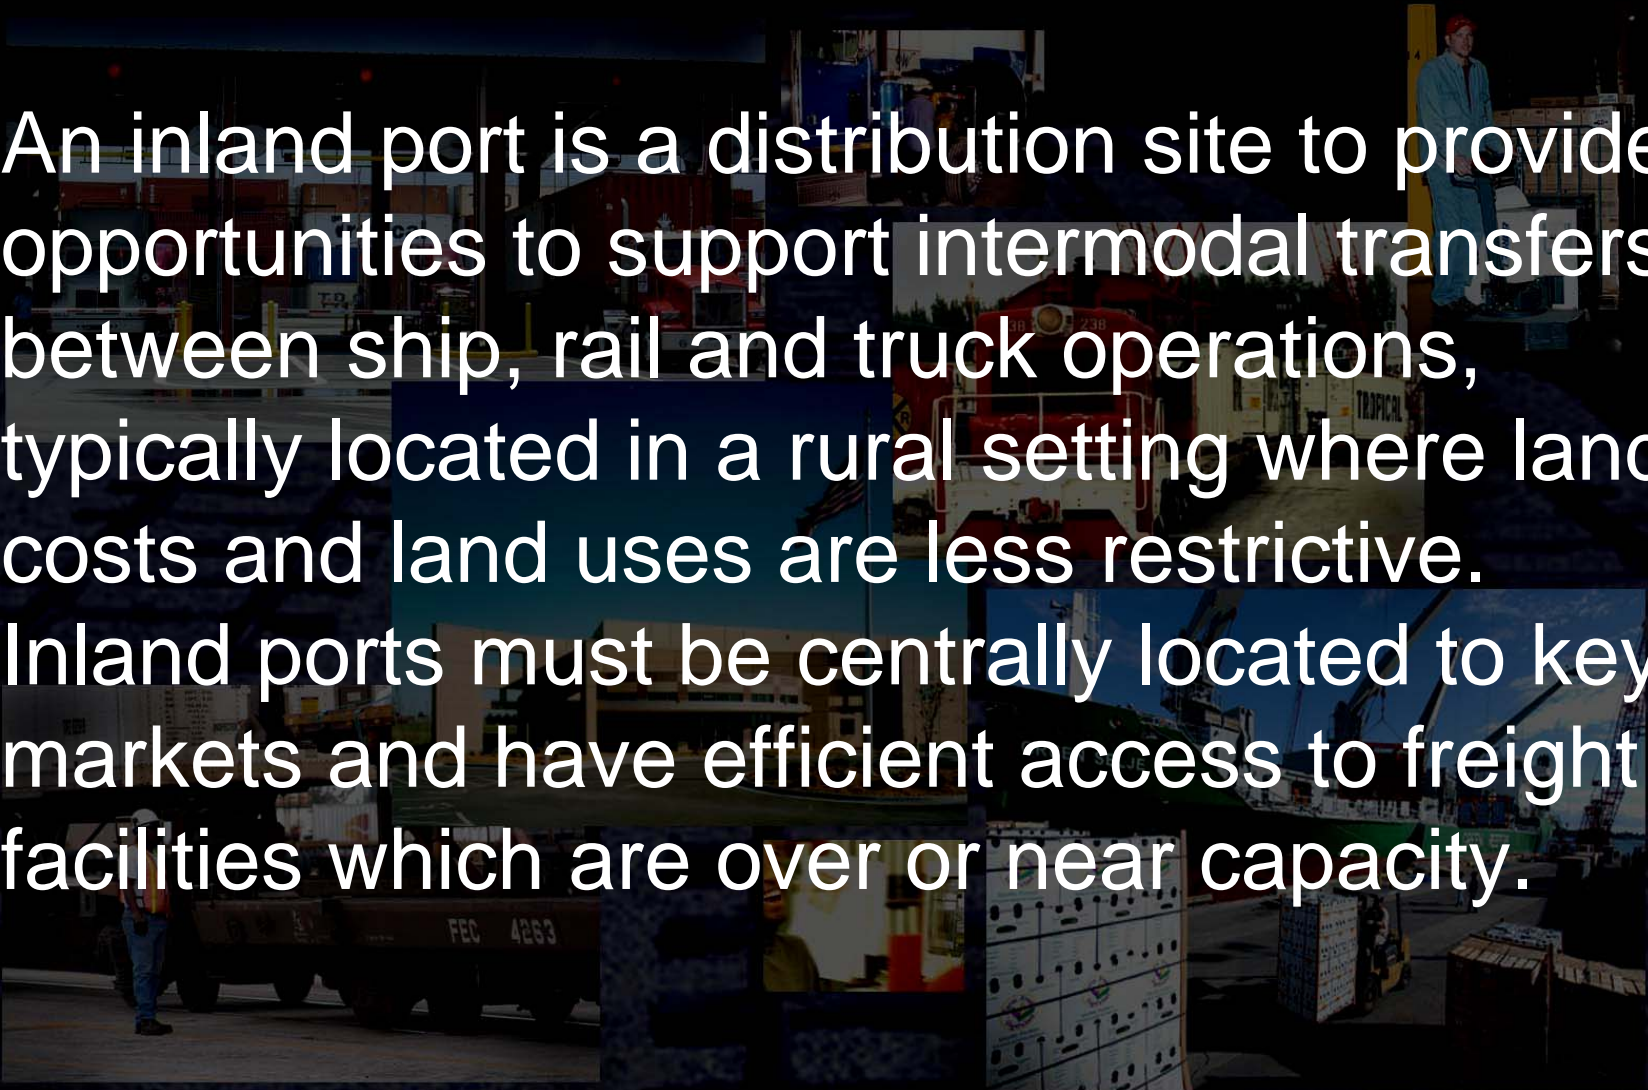 An inland port is a distribution site to provide
opportunities to support intermodal transfers
between ship, rail and truck operations,
typically located in a rural setting where land
costs and land uses are less restrictive.
Inland ports must be centrally located to key
markets and have efficient access to freight
facilities which are over or near capacity.
238
238
TROPICAL
FEC 4263